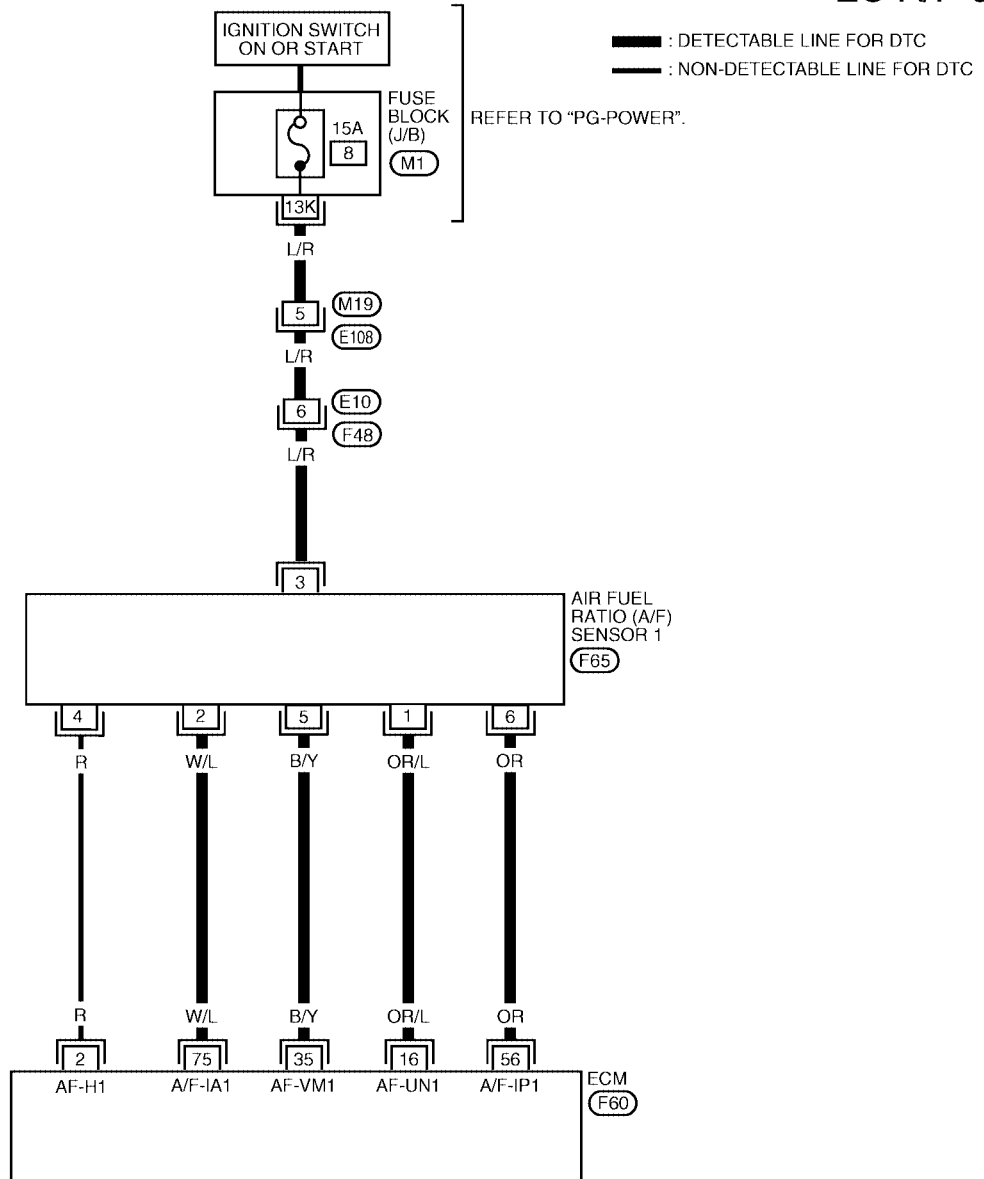 IGNITION SWITCH
ON OR START
: DETECTABLE LINE FOR DTC
: NON-DETECTABLE LINE FOR DTC
FUSE
BLOCK
(J/B)
M1
15A
8
REFER TO “PG-POWER”.
13K
L/R
5
M19
E108
L/R
6
E10
F48
L/R
3
AIR FUEL
RATIO (A/F)
SENSOR 1
F65
4 2 5 1 6
R W/L B/Y OR/L OR
R W/L B/Y OR/L OR
2 75 35 16 56
AF-H1 A/F-IA1 AF-VM1 AF-UN1 A/F-IP1
ECM
F60